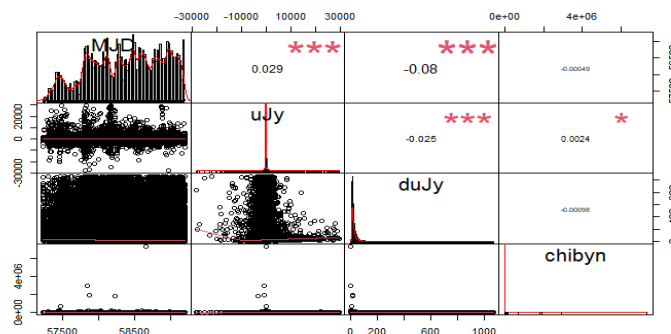 -30000 -10000 10000 30000 0e+00 4e+06
MJD *** ***
0.029 -0.08 -0.00049
20000 uJy *** *
0 -0.025 0.0024
-30000
duJy
-0.00098
4e+06 chibyn
0e+00
57500 58500 0 200 600 1000